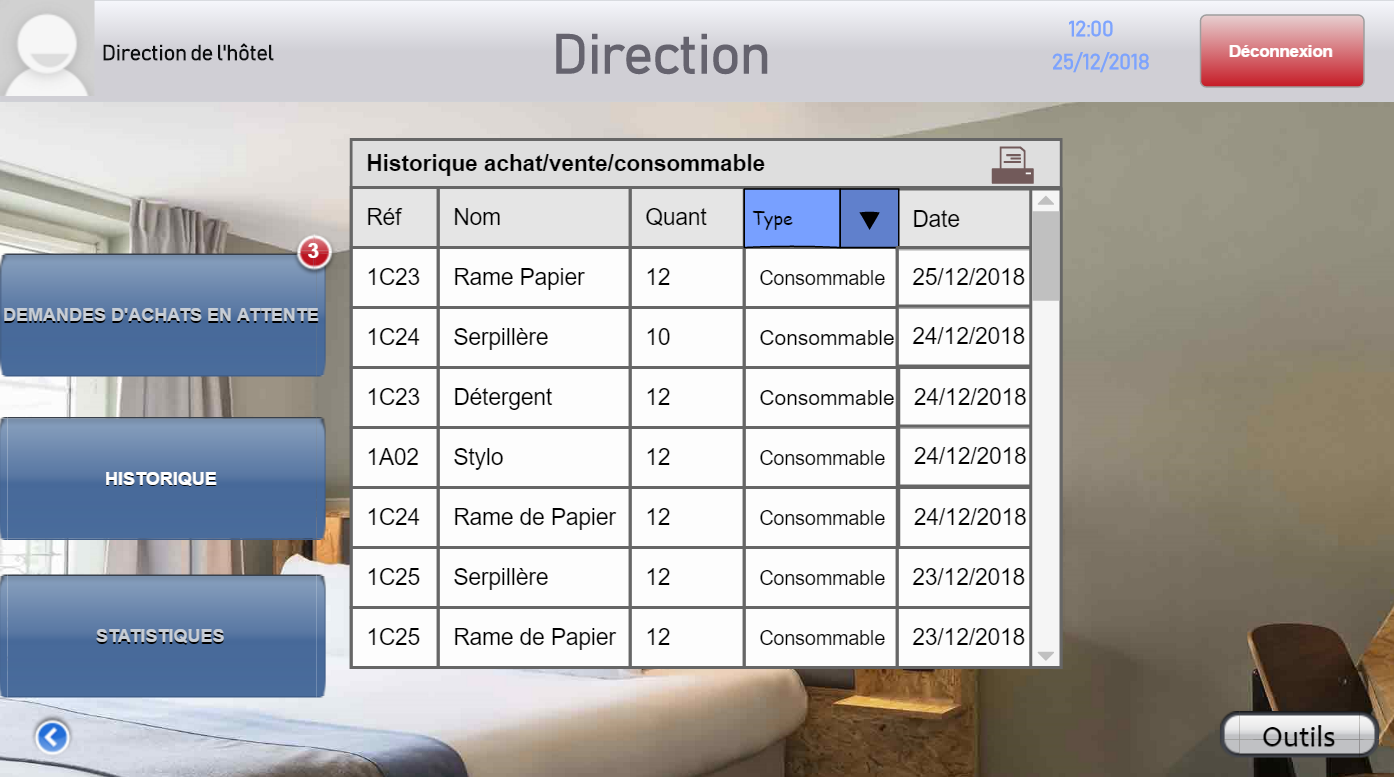 Direction de l'hôtel
Direction
12:00
25/12/2018
Déconnexion
3
DEMANDES D'ACHATS EN ATTENTE
HISTORIQUE
STATISTIQUES
Historique achat/vente/consommable
Réf Nom Quant Type Date
1C23 Rame Papier 12 Consommable 25/12/2018
1C24 Serpillère 10 Consommable 24/12/2018
1C23 Détergent 12 Consommable 24/12/2018
1A02 Stylo 12 Consommable 24/12/2018
1C24 Rame de Papier 12 Consommable 24/12/2018
1C25 Serpillère 12 Consommable 23/12/2018
1C25 Rame de Papier 12 Consommable 23/12/2018
Outils